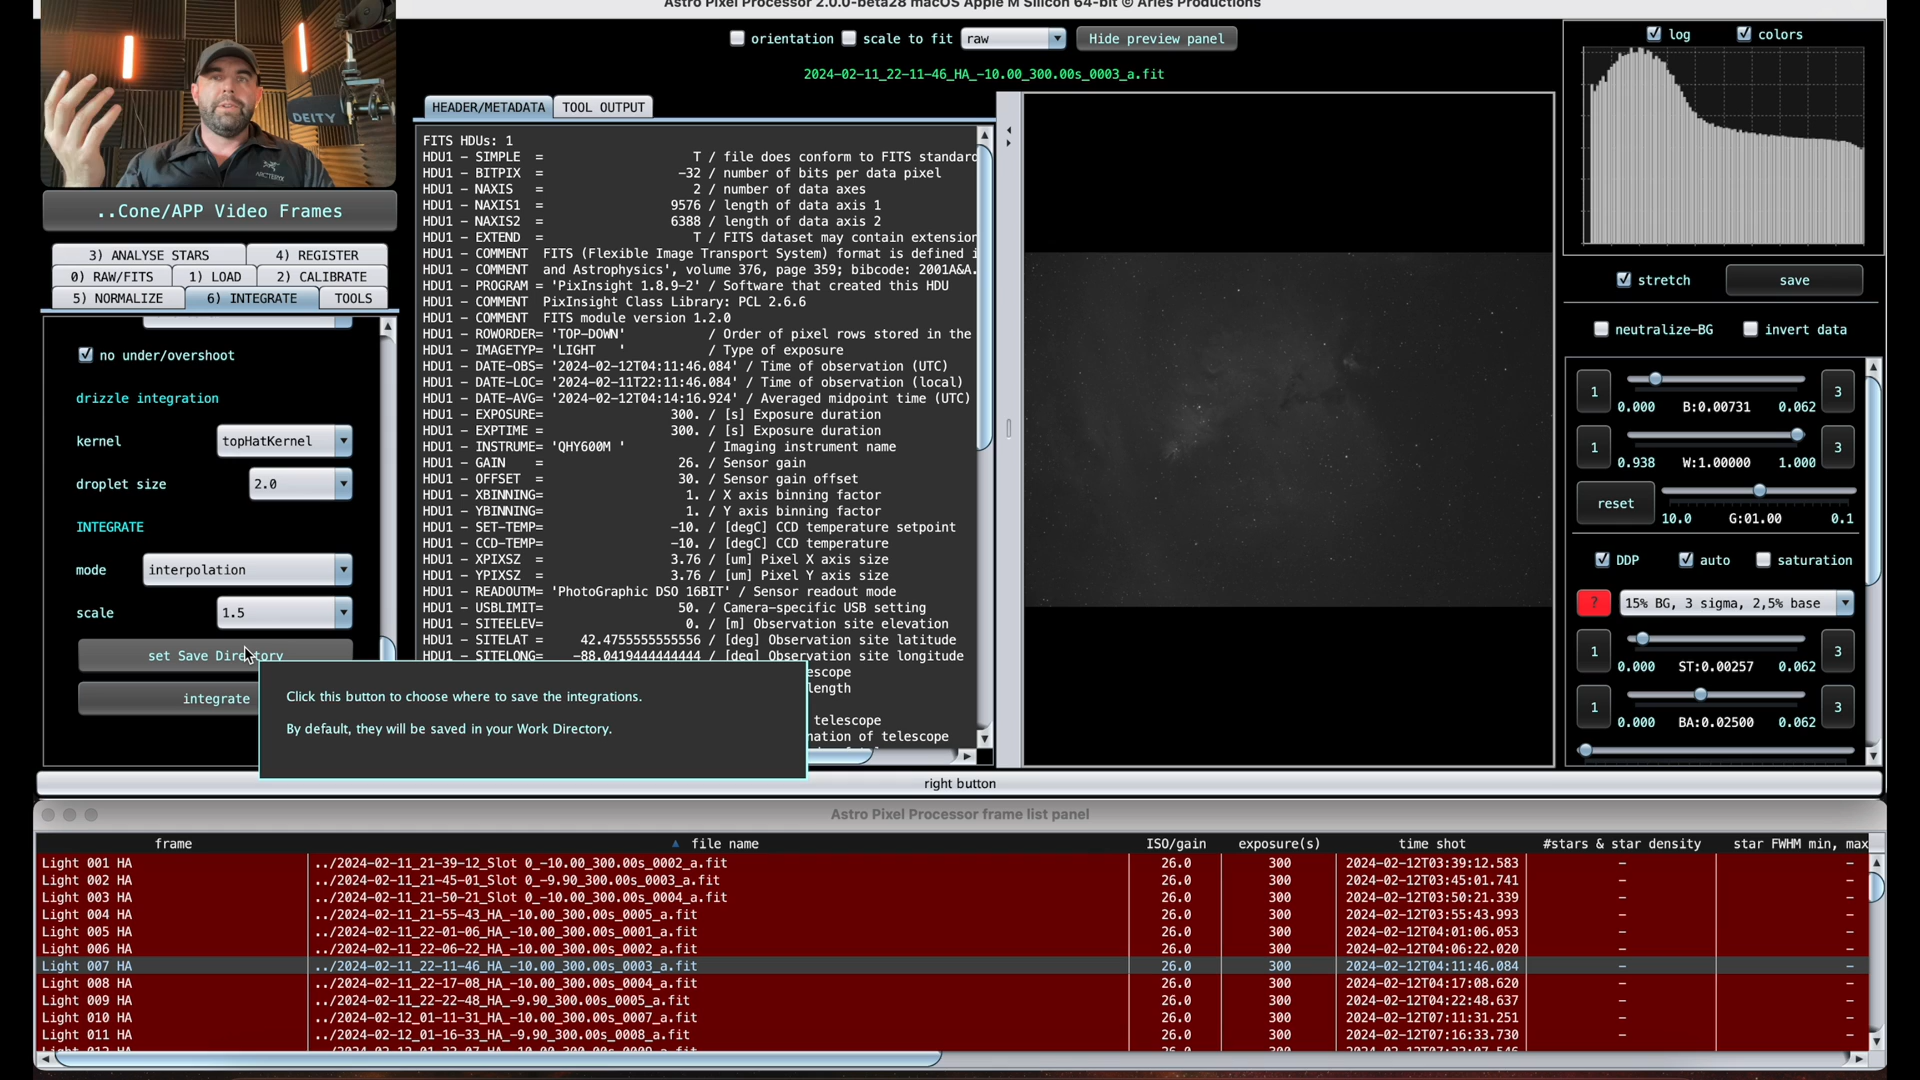 Astro Pixel Processor 2.0.0-beta28 macOS Apple M Silicon 64-bit © Aries Productions
orientation scale to fit raw Hide preview panel
2024-02-11_22-11-46_HA_-10.00_300.00s_0003_a.fit
log colors
DEITY
ARC'TERYX
..Cone/APP Video Frames
3) ANALYSE STARS 4) REGISTER
0) RAW/FITS 1) LOAD 2) CALIBRATE
5) NORMALIZE 6) INTEGRATE TOOLS
no under/overshoot
drizzle integration
kernel topHatKernel
droplet size 2.0
INTEGRATE
mode interpolation
scale 1.5
set Save Directory
integrate
Click this button to choose where to save the integrations.
By default, they will be saved in your Work Directory.
HEADER/METADATA TOOL OUTPUT
FITS HDUs: 1
HDU1 - SIMPLE = T / file does conform to FITS standard
HDU1 - BITPIX = -32 / number of bits per data pixel
HDU1 - NAXIS = 2 / number of data axes
HDU1 - NAXIS1 = 9576 / length of data axis 1
HDU1 - NAXIS2 = 6388 / length of data axis 2
HDU1 - EXTEND = T / FITS dataset may contain extension
HDU1 - COMMENT FITS (Flexible Image Transport System) format is defined i
HDU1 - COMMENT and Astrophysics', volume 376, page 359; bibcode: 2001A&A.
HDU1 - PROGRAM = 'PixInsight 1.8.9-2' / Software that created this HDU
HDU1 - COMMENT PixInsight Class Library: PCL 2.6.6
HDU1 - COMMENT FITS module version 1.2.0
HDU1 - ROWORDER= 'TOP-DOWN' / Order of pixel rows stored in the
HDU1 - IMAGETYP= 'LIGHT ' / Type of exposure
HDU1 - DATE-OBS= '2024-02-12T04:11:46.084' / Time of observation (UTC)
HDU1 - DATE-LOC= '2024-02-11T22:11:46.084' / Time of observation (local)
HDU1 - DATE-AVG= '2024-02-12T04:14:16.924' / Averaged midpoint time (UTC)
HDU1 - EXPOSURE= 300. / [s] Exposure duration
HDU1 - EXPTIME = 300. / [s] Exposure duration
HDU1 - INSTRUME= 'QHY600M ' / Imaging instrument name
HDU1 - GAIN = 26. / Sensor gain
HDU1 - OFFSET = 30. / Sensor gain offset
HDU1 - XBINNING= 1. / X axis binning factor
HDU1 - YBINNING= 1. / Y axis binning factor
HDU1 - SET-TEMP= -10. / [degC] CCD temperature setpoint
HDU1 - CCD-TEMP= -10. / [degC] CCD temperature
HDU1 - XPIXSZ = 3.76 / [um] Pixel X axis size
HDU1 - YPIXSZ = 3.76 / [um] Pixel Y axis size
HDU1 - READOUTM= 'PhotoGraphic DSO 16BIT' / Sensor readout mode
HDU1 - USBLIMIT= 50. / Camera-specific USB setting
HDU1 - SITEELEV= 0. / [m] Observation site elevation
HDU1 - SITELAT = 42.4755555555556 / [deg] Observation site latitude
HDU1 - SITELONG= -88.0419444444444 / [deg] Observation site longitude
escope
length
telescope
nation of telescope
stretch save
neutralize-BG invert data
1 3
0.000 B:0.00731 0.062
1 3
0.938 W:1.00000 1.000
reset
10.0 G:01.00 0.1
DDP auto saturation
? 15% BG, 3 sigma, 2,5% base
1 3
0.000 ST:0.00257 0.062
1 3
0.000 BA:0.02500 0.062
right button
Astro Pixel Processor frame list panel
frame file name ISO/gain exposure(s) time shot #stars & star density star FWHM min, max
Light 001 HA ../2024-02-11_21-39-12_Slot 0_-10.00_300.00s_0002_a.fit 26.0 300 2024-02-12T03:39:12.583 - -
Light 002 HA ../2024-02-11_21-45-01_Slot 0_-9.90_300.00s_0003_a.fit 26.0 300 2024-02-12T03:45:01.741 - -
Light 003 HA ../2024-02-11_21-50-21_Slot 0_-10.00_300.00s_0004_a.fit 26.0 300 2024-02-12T03:50:21.339 - -
Light 004 HA ../2024-02-11_21-55-43_HA_-10.00_300.00s_0005_a.fit 26.0 300 2024-02-12T03:55:43.993 - -
Light 005 HA ../2024-02-11_22-01-06_HA_-10.00_300.00s_0001_a.fit 26.0 300 2024-02-12T04:01:06.053 - -
Light 006 HA ../2024-02-11_22-06-22_HA_-10.00_300.00s_0002_a.fit 26.0 300 2024-02-12T04:06:22.020 - -
Light 007 HA ../2024-02-11_22-11-46_HA_-10.00_300.00s_0003_a.fit 26.0 300 2024-02-12T04:11:46.084 - -
Light 008 HA ../2024-02-11_22-17-08_HA_-10.00_300.00s_0004_a.fit 26.0 300 2024-02-12T04:17:08.620 - -
Light 009 HA ../2024-02-11_22-22-48_HA_-9.90_300.00s_0005_a.fit 26.0 300 2024-02-12T04:22:48.637 - -
Light 010 HA ../2024-02-12_01-11-31_HA_-10.00_300.00s_0007_a.fit 26.0 300 2024-02-12T07:11:31.251 - -
Light 011 HA ../2024-02-12_01-16-33_HA_-9.90_300.00s_0008_a.fit 26.0 300 2024-02-12T07:16:33.730 - -